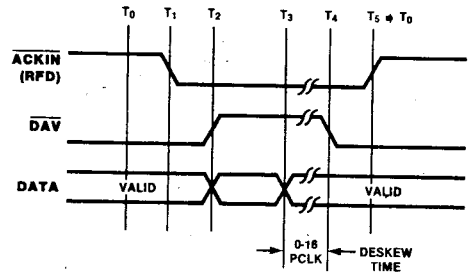 T0 T1 T2 T3 T4 T5 ⇒ T0
ACKIN
(RFD)
DAV
DATA VALID VALID
0-16
PCLK
DESKEW
TIME